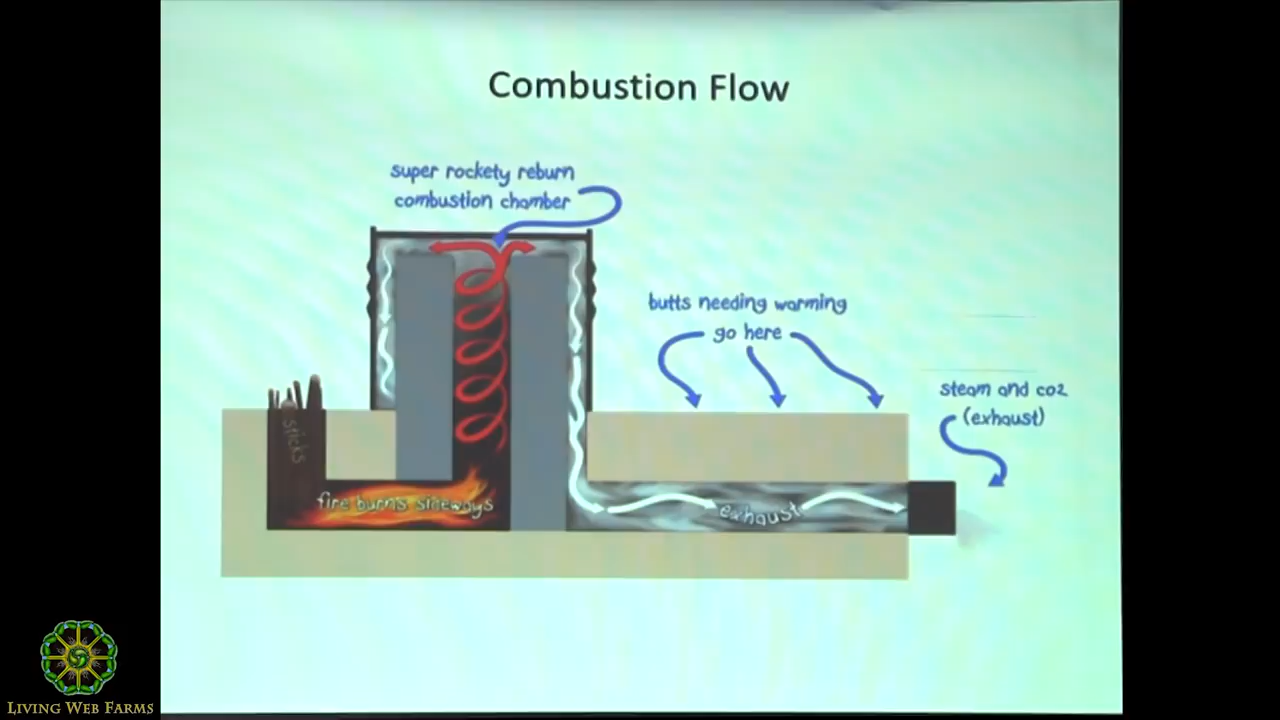 Combustion Flow
super rockety reburn
combustion chamber
butts needing warming
go here
steam and co2
(exhaust)
sticks
fire burns sideways
exhaust
LIVING WEB FARMS